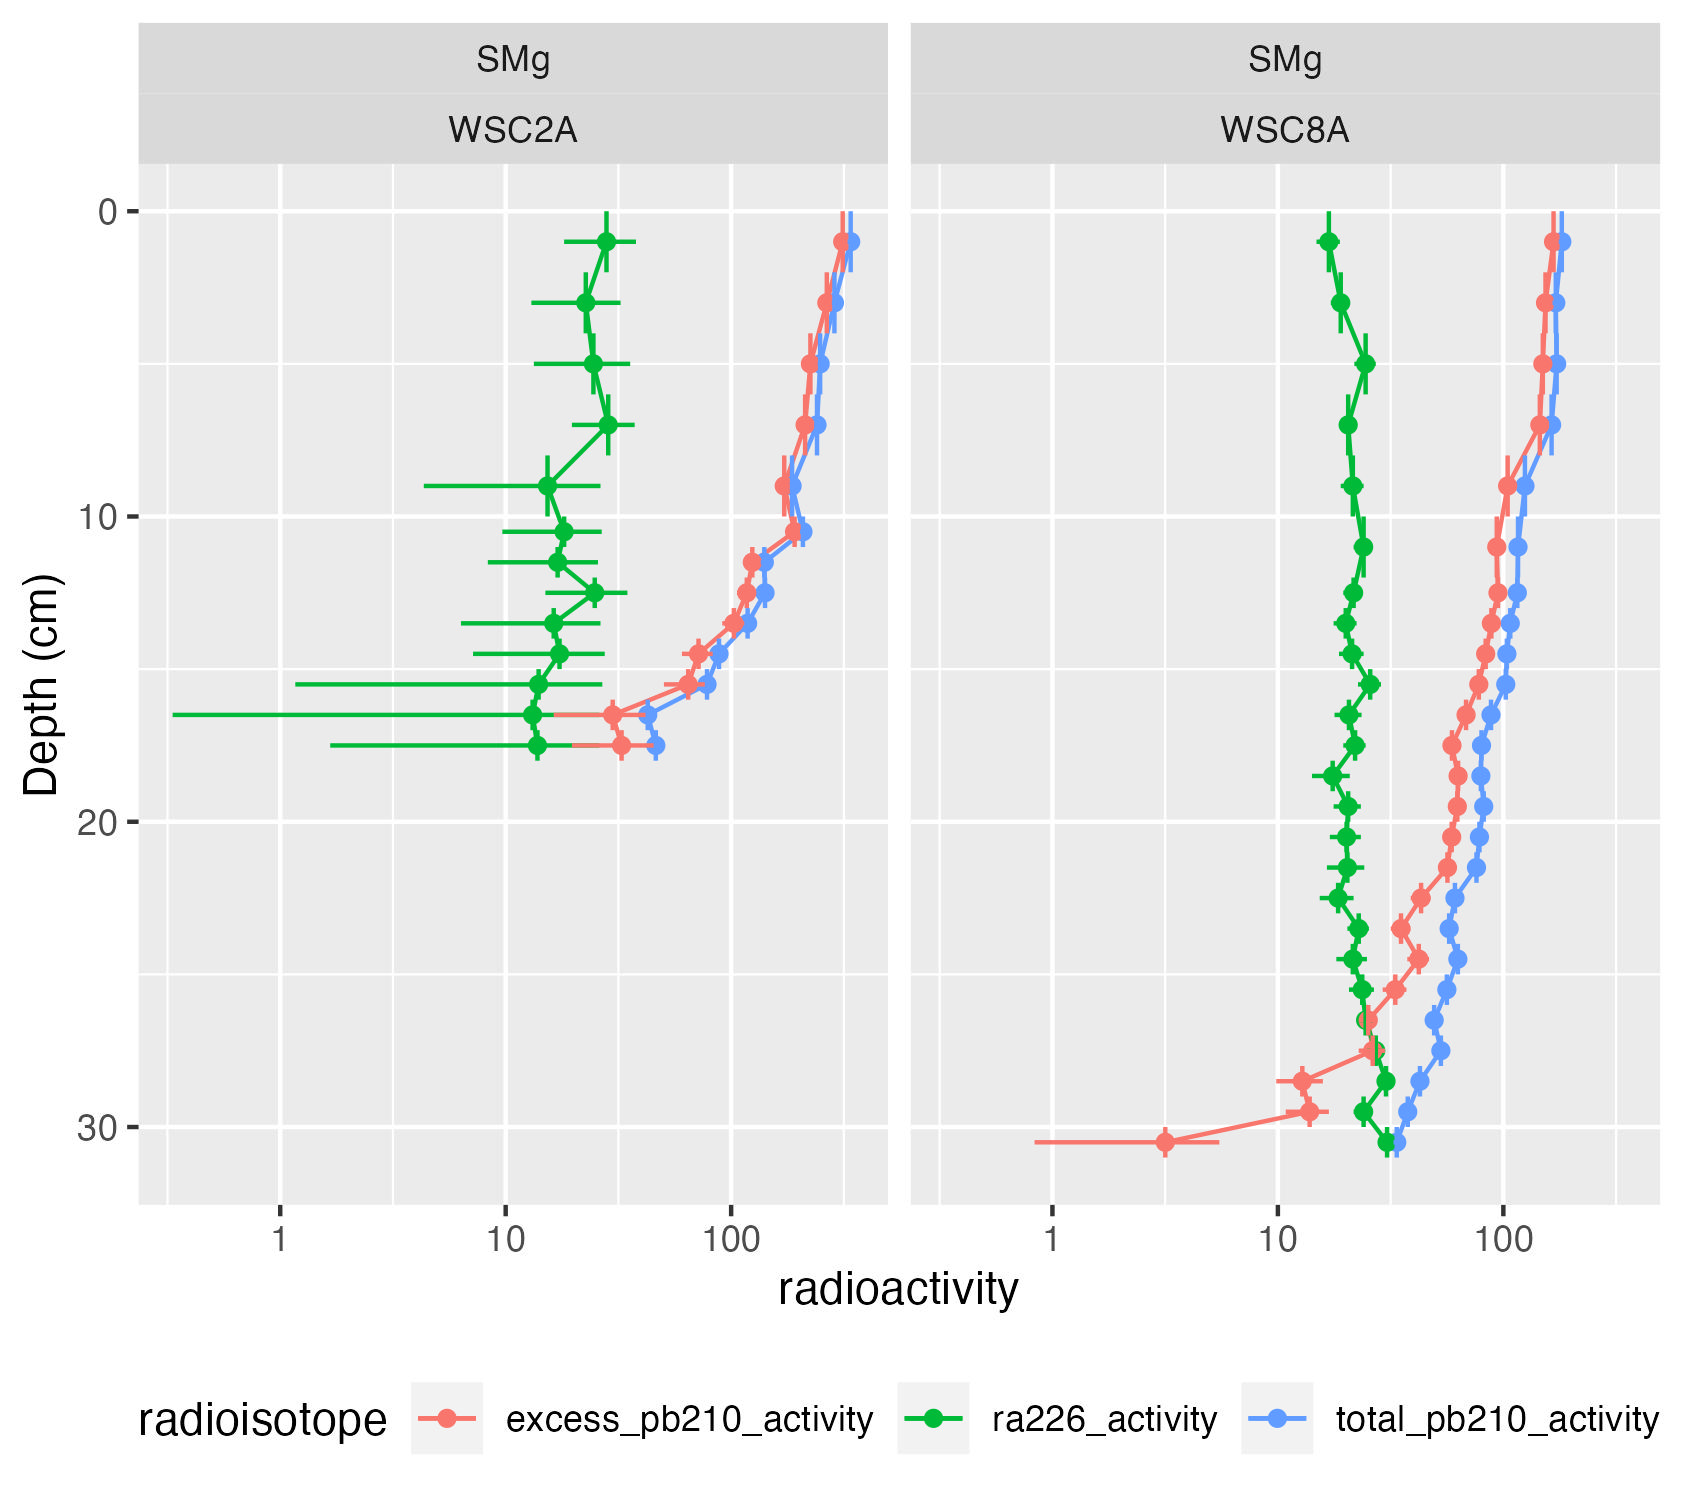 SMg SMg
WSC2A WSC8A
0
10
20
30
Depth (cm)
1 10 100 1 10 100
radioactivity
radioisotope excess_pb210_activity ra226_activity total_pb210_activity